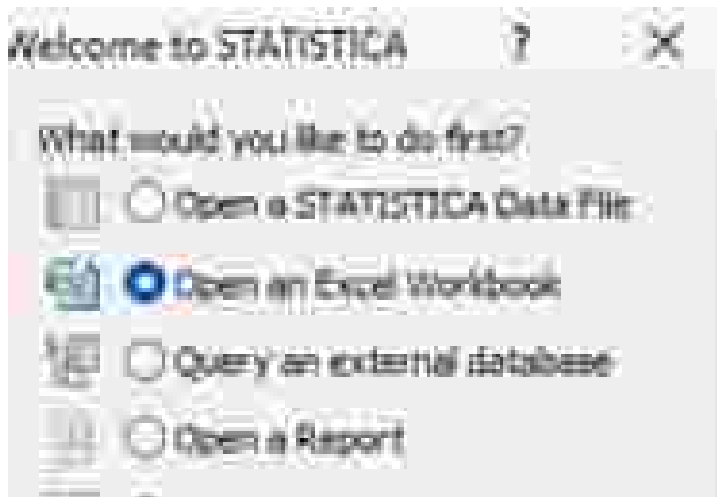 Welcome to STATISTICA ?
What would you like to do first?
Open a STATISTICA Data File
Open an Excel Workbook
Query an external database
Open a Report